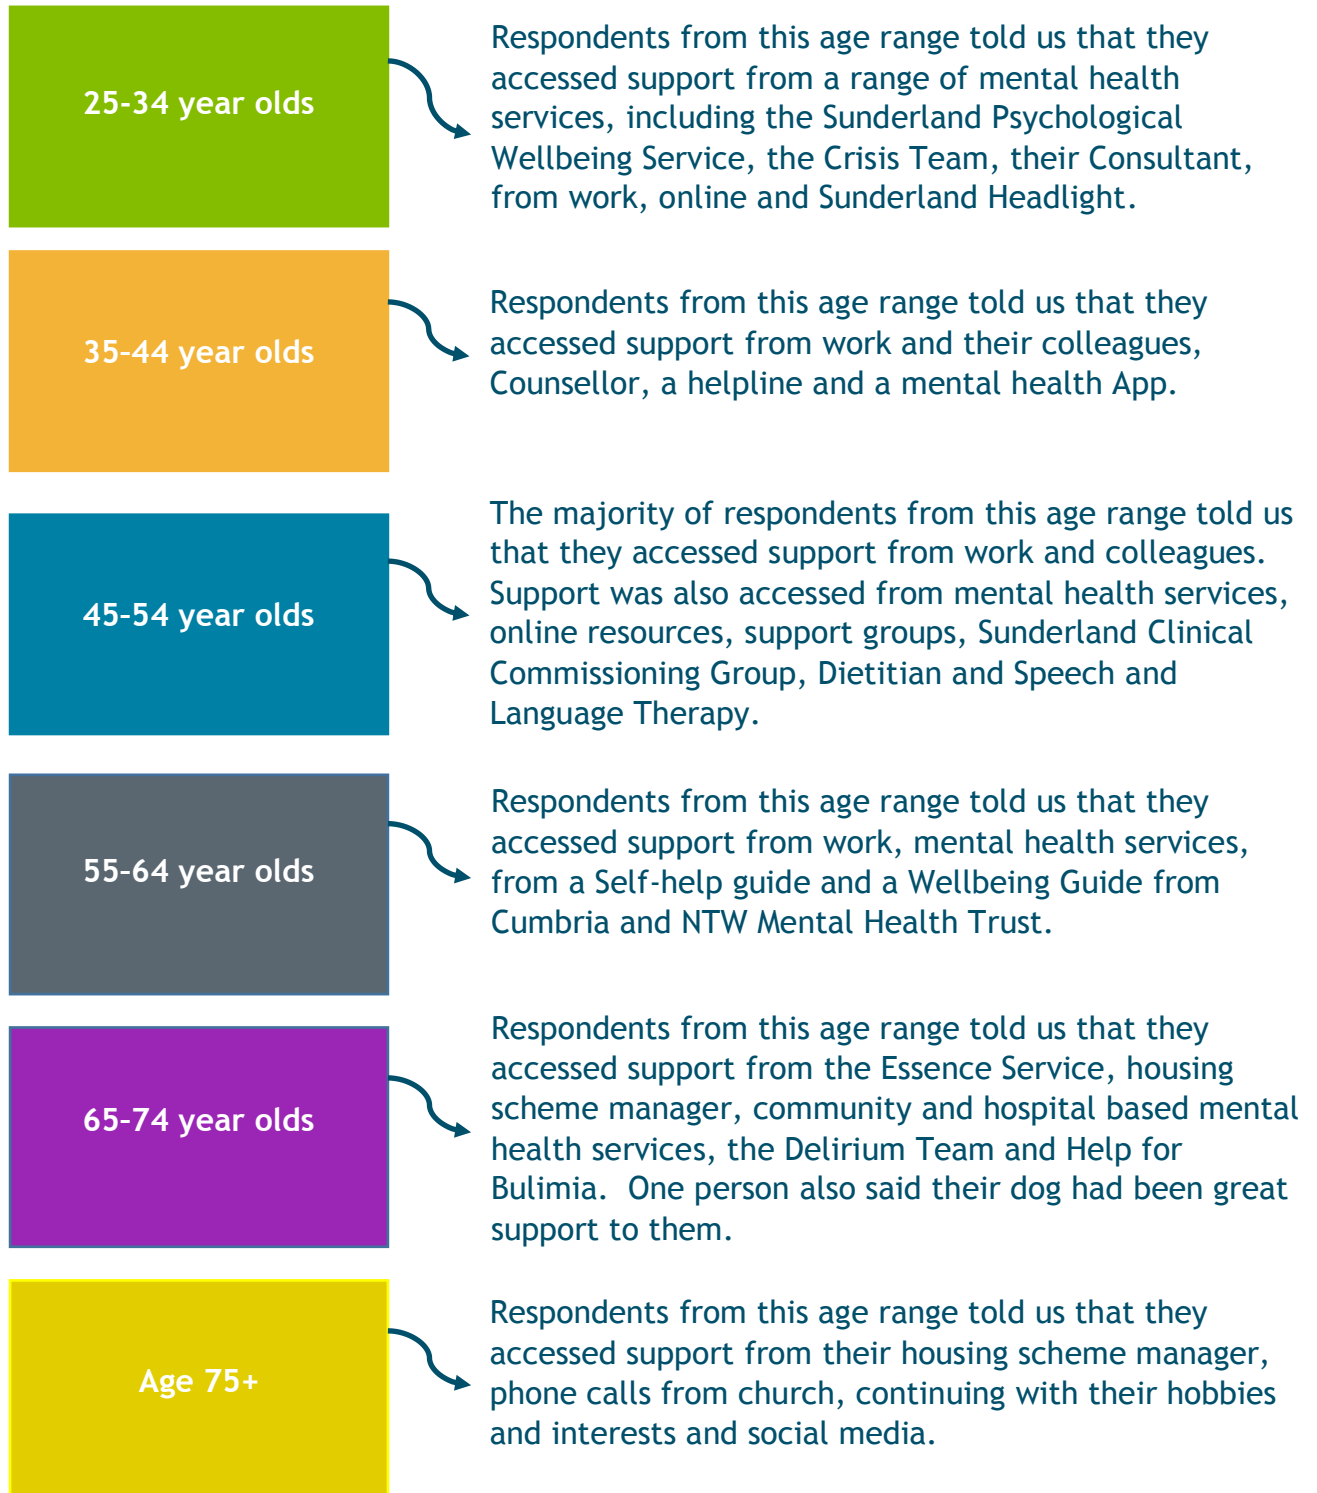 25-34 year olds
Respondents from this age range told us that they
accessed support from a range of mental health
services, including the Sunderland Psychological
Wellbeing Service, the Crisis Team, their Consultant,
from work, online and Sunderland Headlight.
35-44 year olds
Respondents from this age range told us that they
accessed support from work and their colleagues,
Counsellor, a helpline and a mental health App.
45-54 year olds
The majority of respondents from this age range told us
that they accessed support from work and colleagues.
Support was also accessed from mental health services,
online resources, support groups, Sunderland Clinical
Commissioning Group, Dietitian and Speech and
Language Therapy.
55-64 year olds
Respondents from this age range told us that they
accessed support from work, mental health services,
from a Self-help guide and a Wellbeing Guide from
Cumbria and NTW Mental Health Trust.
65-74 year olds
Respondents from this age range told us that they
accessed support from the Essence Service, housing
scheme manager, community and hospital based mental
health services, the Delirium Team and Help for
Bulimia.  One person also said their dog had been great
support to them.
Age 75+
Respondents from this age range told us that they
accessed support from their housing scheme manager,
phone calls from church, continuing with their hobbies
and interests and social media.